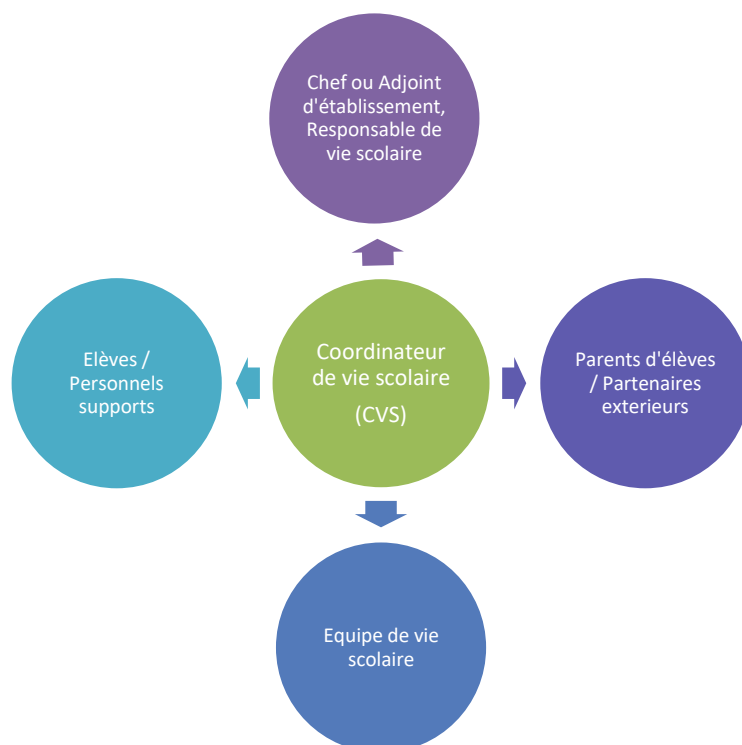 Chef ou Adjoint
d'établissement,
Responsable de
vie scolaire
Elèves /
Personnels
supports
Coordinateur
de vie scolaire
(CVS)
Parents d'élèves
/ Partenaires
exterieurs
Equipe de vie
scolaire